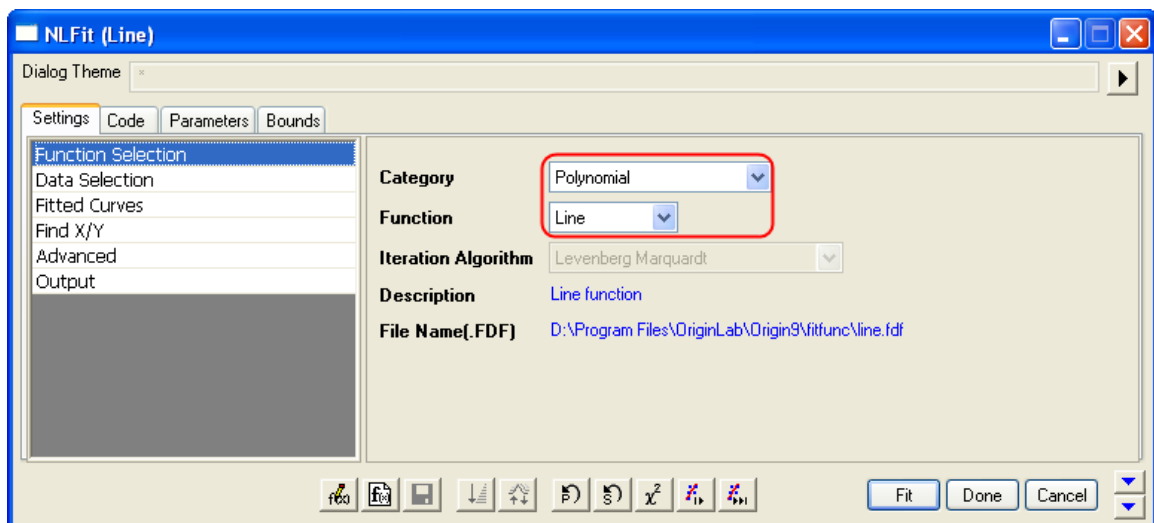 NLFit (Line)
Dialog Theme *
Settings Code Parameters Bounds
Function Selection
Data Selection
Fitted Curves
Find X/Y
Advanced
Output
Category Polynomial
Function Line
Iteration Algorithm Levenberg Marquardt
Description Line function
File Name(.FDF) D:\Program Files\OriginLab\Origin9\fitfunc\line.fdf
χ²
Fit Done Cancel